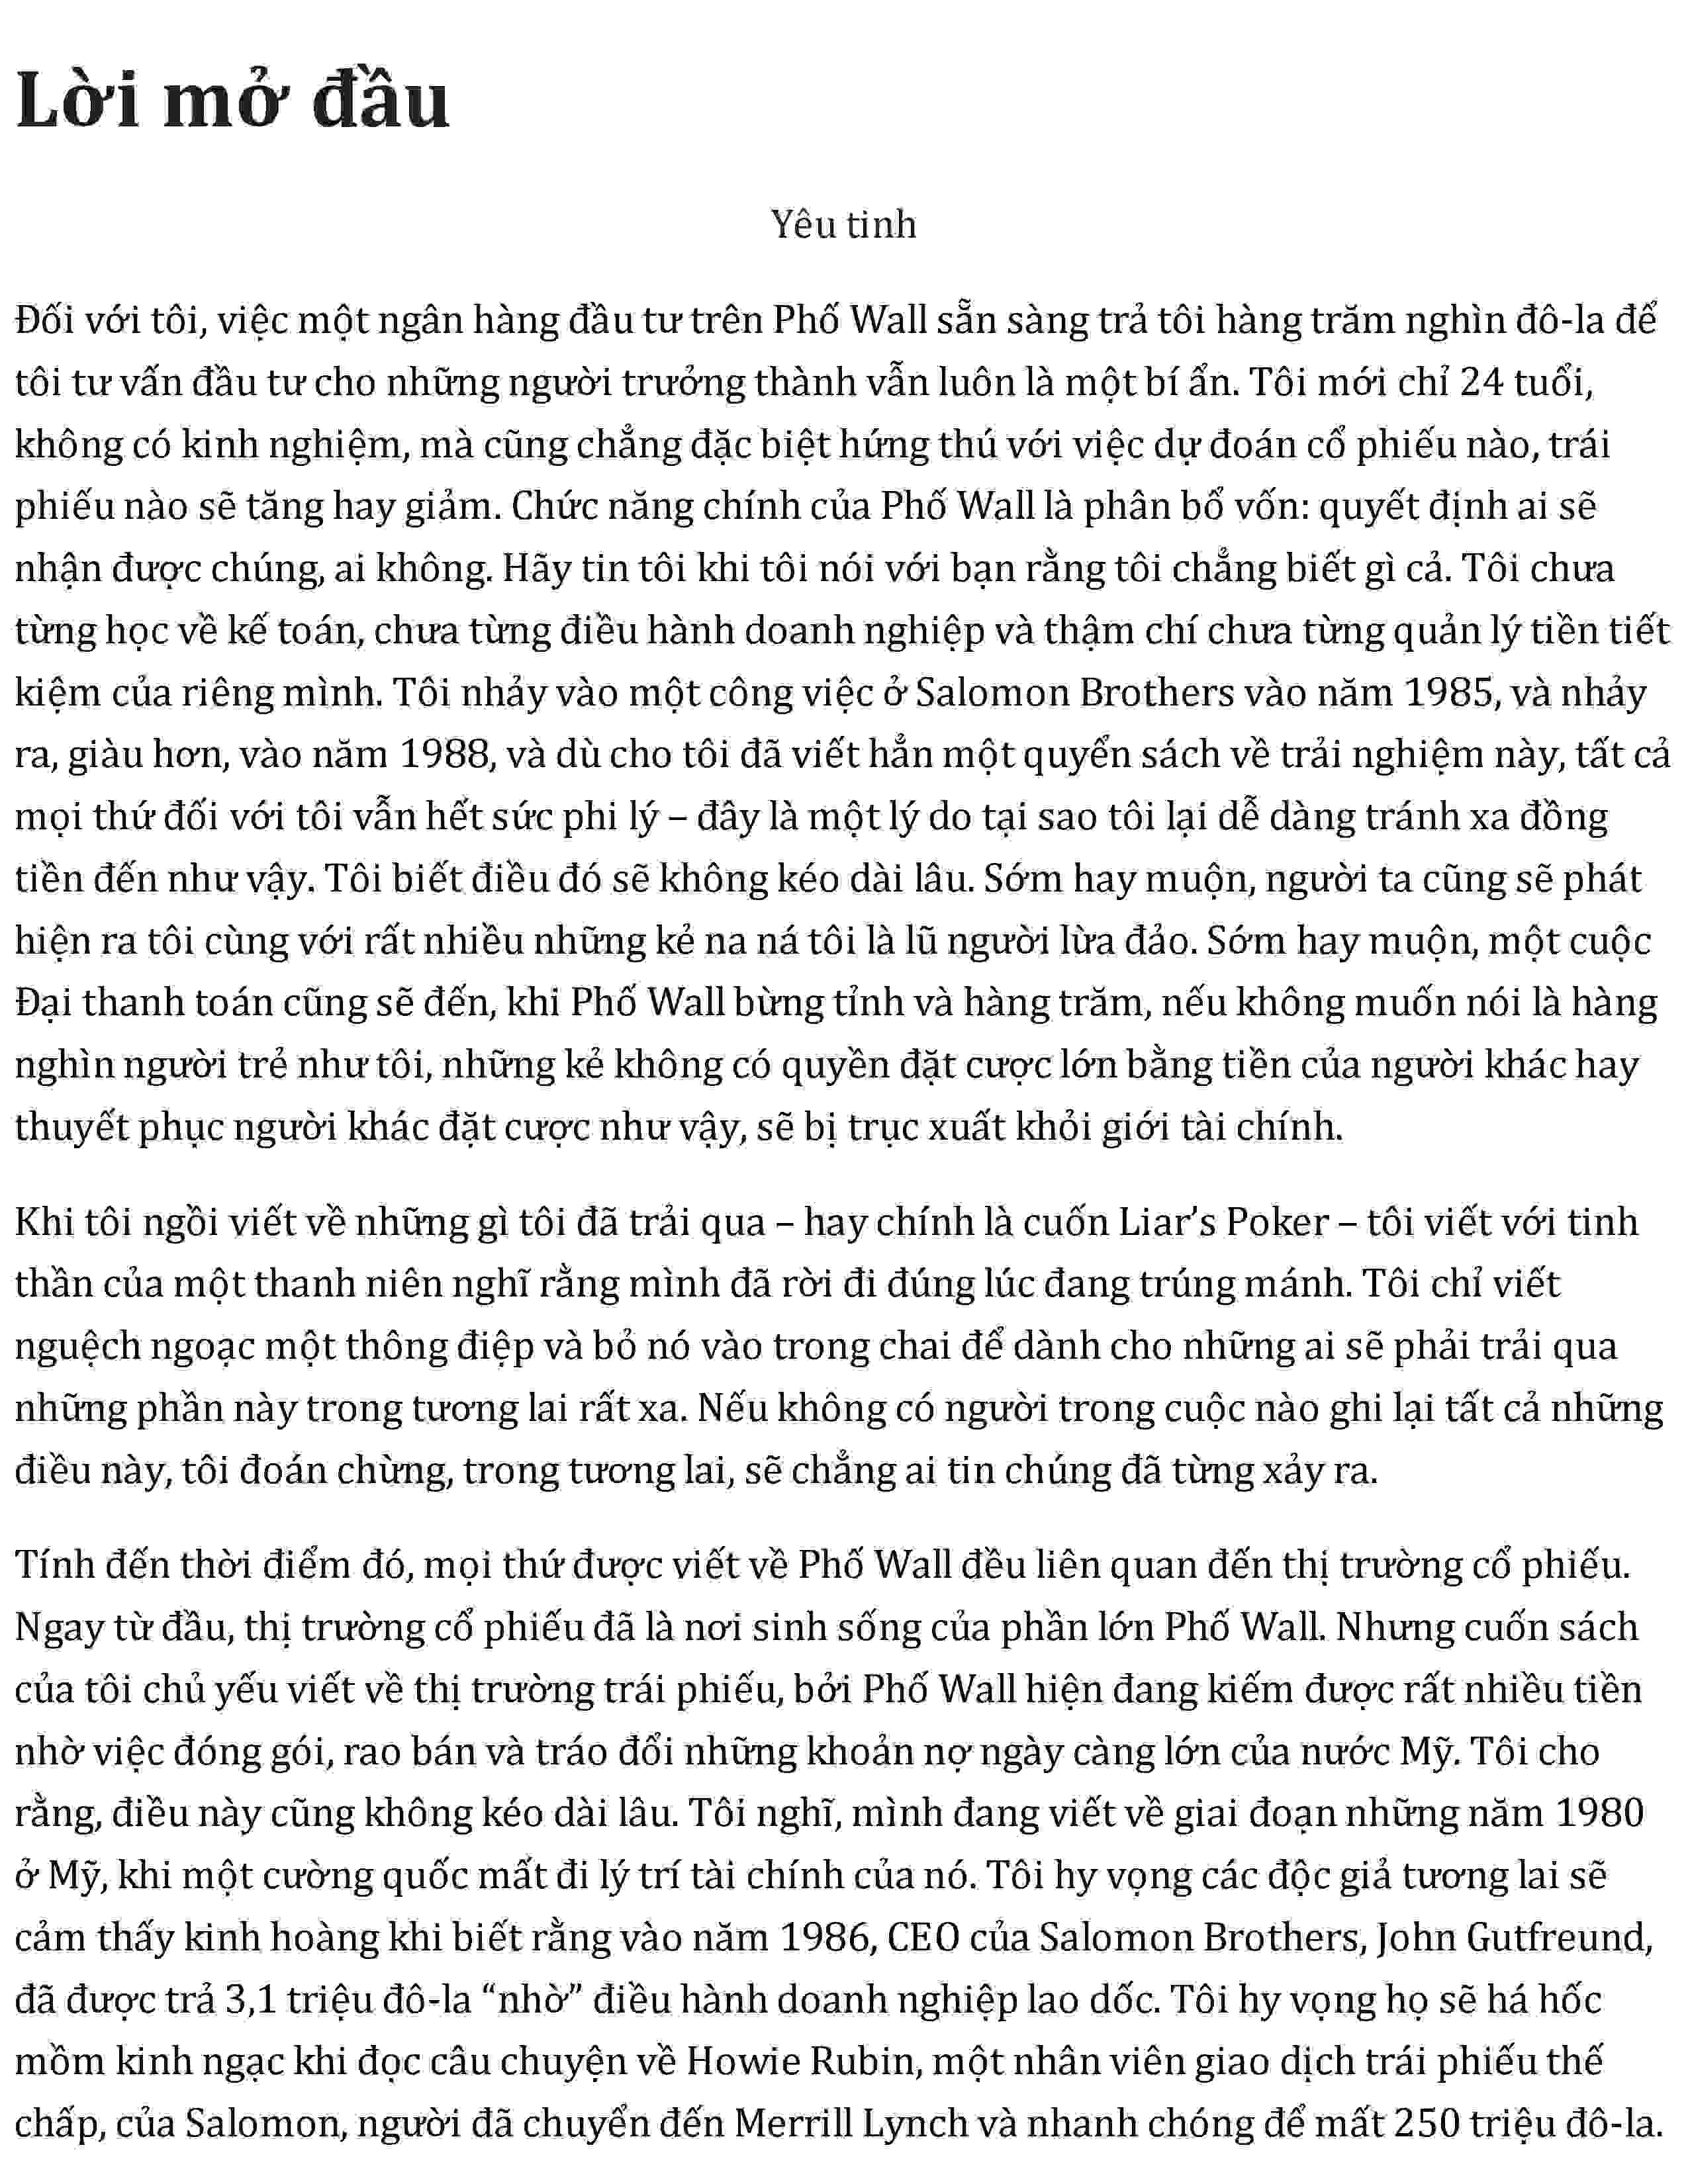 Lời mở đầu
Yêu tinh
Đối với tôi, việc một ngân hàng đầu tư trên Phố Wall sẵn sàng trả tôi hàng trăm nghìn đô-la để
tôi tư vấn đầu tư cho những người trưởng thành vẫn luôn là một bí ẩn. Tôi mới chỉ 24 tuổi,
không có kinh nghiệm, mà cũng chẳng đặc biệt hứng thú với việc dự đoán cổ phiếu nào, trái
phiếu nào sẽ tăng hay giảm. Chức năng chính của Phố Wall là phân bổ vốn: quyết định ai sẽ
nhận được chúng, ai không. Hãy tin tôi khi tôi nói với bạn rằng tôi chẳng biết gì cả. Tôi chưa
từng học về kế toán, chưa từng điều hành doanh nghiệp và thậm chí chưa từng quản lý tiền tiết
kiệm của riêng mình. Tôi nhảy vào một công việc ở Salomon Brothers vào năm 1985, và nhảy
ra, giàu hơn, vào năm 1988, và dù cho tôi đã viết hẳn một quyển sách về trải nghiệm này, tất cả
mọi thứ đối với tôi vẫn hết sức phi lý – đây là một lý do tại sao tôi lại dễ dàng tránh xa đồng
tiền đến như vậy. Tôi biết điều đó sẽ không kéo dài lâu. Sớm hay muộn, người ta cũng sẽ phát
hiện ra tôi cùng với rất nhiều những kẻ na ná tôi là lũ người lừa đảo. Sớm hay muộn, một cuộc
Đại thanh toán cũng sẽ đến, khi Phố Wall bừng tỉnh và hàng trăm, nếu không muốn nói là hàng
nghìn người trẻ như tôi, những kẻ không có quyền đặt cược lớn bằng tiền của người khác hay
thuyết phục người khác đặt cược như vậy, sẽ bị trục xuất khỏi giới tài chính.
Khi tôi ngồi viết về những gì tôi đã trải qua – hay chính là cuốn Liar’s Poker – tôi viết với tinh
thần của một thanh niên nghĩ rằng mình đã rời đi đúng lúc đang trúng mánh. Tôi chỉ viết
nguệch ngoạc một thông điệp và bỏ nó vào trong chai để dành cho những ai sẽ phải trải qua
những phần này trong tương lai rất xa. Nếu không có người trong cuộc nào ghi lại tất cả những
điều này, tôi đoán chừng, trong tương lai, sẽ chẳng ai tin chúng đã từng xảy ra.
Tính đến thời điểm đó, mọi thứ được viết về Phố Wall đều liên quan đến thị trường cổ phiếu.
Ngay từ đầu, thị trường cổ phiếu đã là nơi sinh sống của phần lớn Phố Wall. Nhưng cuốn sách
của tôi chủ yếu viết về thị trường trái phiếu, bởi Phố Wall hiện đang kiếm được rất nhiều tiền
nhờ việc đóng gói, rao bán và tráo đổi những khoản nợ ngày càng lớn của nước Mỹ. Tôi cho
rằng, điều này cũng không kéo dài lâu. Tôi nghĩ, mình đang viết về giai đoạn những năm 1980
ở Mỹ, khi một cường quốc mất đi lý trí tài chính của nó. Tôi hy vọng các độc giả tương lai sẽ
cảm thấy kinh hoàng khi biết rằng vào năm 1986, CEO của Salomon Brothers, John Gutfreund,
đã được trả 3,1 triệu đô-la “nhờ” điều hành doanh nghiệp lao dốc. Tôi hy vọng họ sẽ há hốc
mồm kinh ngạc khi đọc câu chuyện về Howie Rubin, một nhân viên giao dịch trái phiếu thế
chấp, của Salomon, người đã chuyển đến Merrill Lynch và nhanh chóng để mất 250 triệu đô-la.